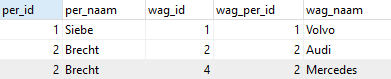 per_id per_naam wag_id wag_per_id wag_naam
1 Siebe 1 1 Volvo
2 Brecht 2 2 Audi
2 Brecht 4 2 Mercedes